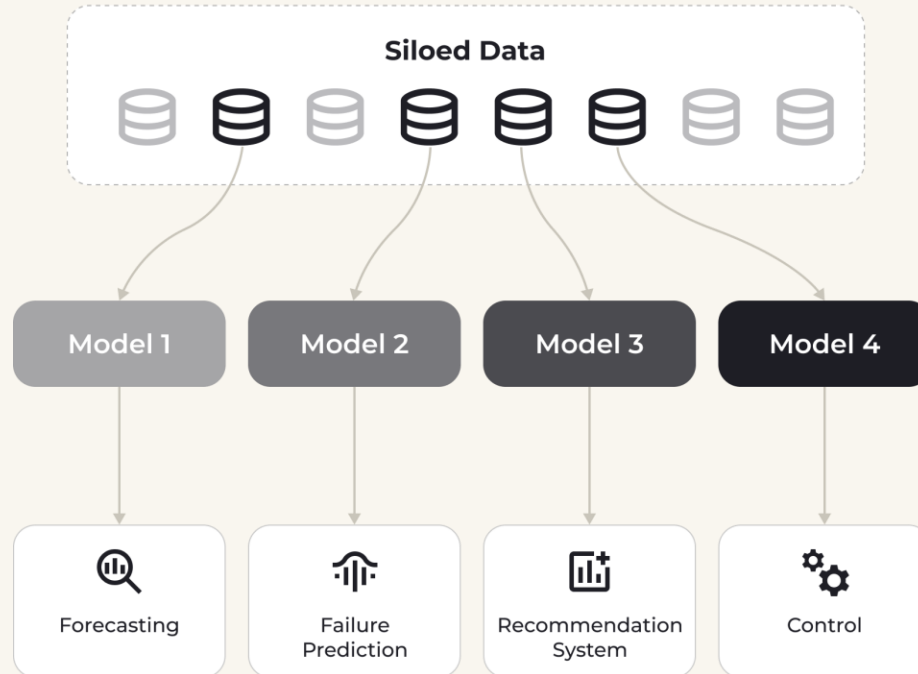 Siloed Data
Model 1
Model 2
Model 3
Model 4
Forecasting
Failure
Prediction
Recommendation
System
Control